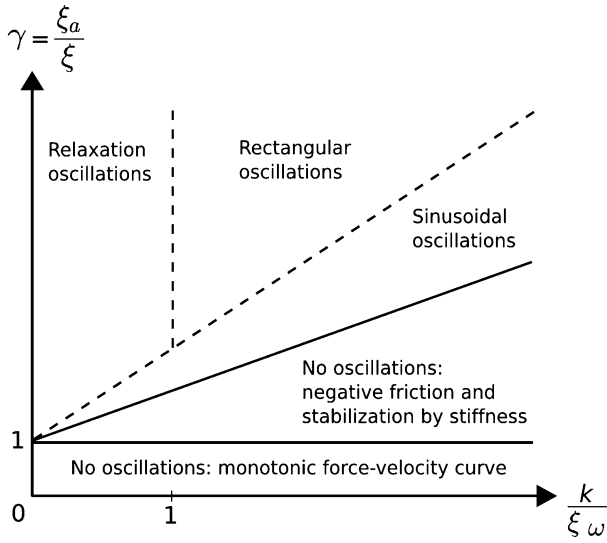 γ = ξₐ/ξ
Relaxation
oscillations
Rectangular
oscillations
Sinusoidal
oscillations
No oscillations:
negative friction and
stabilization by stiffness
1
No oscillations: monotonic force-velocity curve
0
1
k/ξ ω